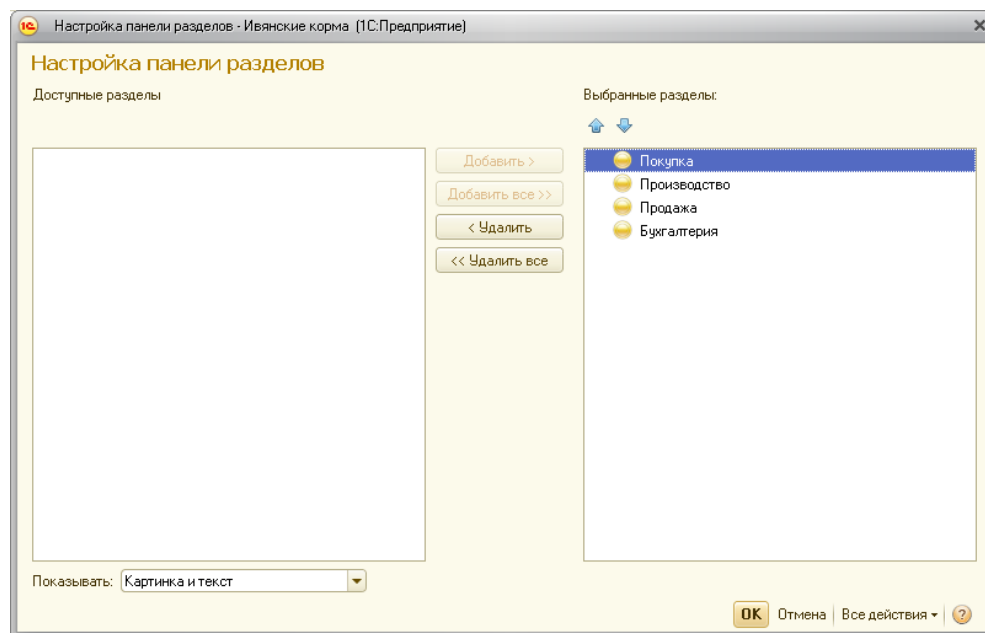 1С Настройка панели разделов - Ивянские корма (1С:Предприятие)
Настройка панели разделов
Доступные разделы
Выбранные разделы:
Добавить >
Добавить все >>
< Удалить
<< Удалить все
Покупка
Производство
Продажа
Бухгалтерия
Показывать: Картинка и текст
OK Отмена Все действия ?